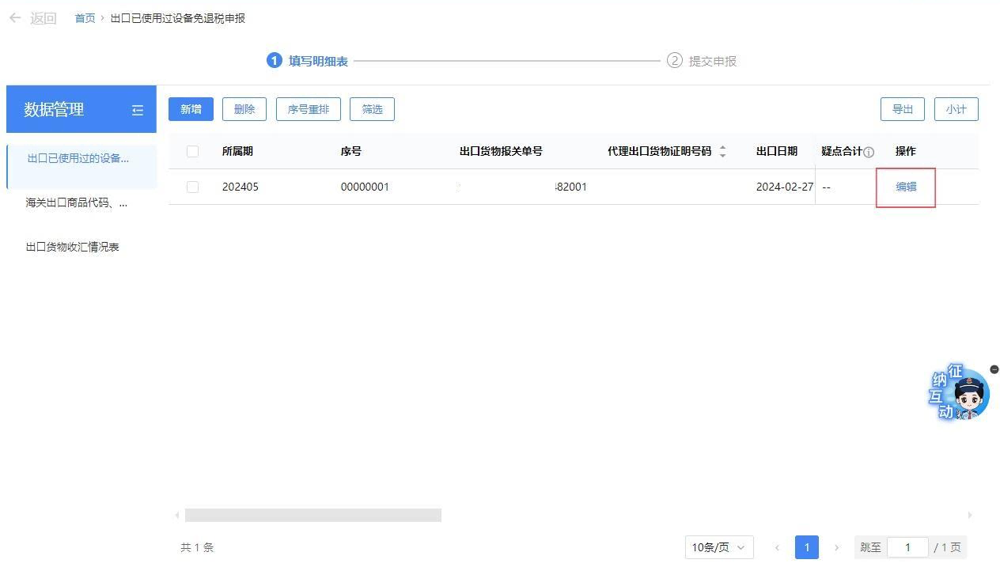 返回 首页 出口已使用过设备免退税申报
1 填写明细表 2 提交申报
数据管理
新增 删除 序号重排 筛选 导出 小计
出口已使用过的设备...
海关出口商品代码、...
出口货物收汇情况表
所属期 序号 出口货物报关单号 代理出口货物证明号码 出口日期 疑点合计 操作
202405 00000001 482001 2024-02-27 -- 编辑
征纳互动
共 1 条 10条/页 1 跳至 1 / 1 页